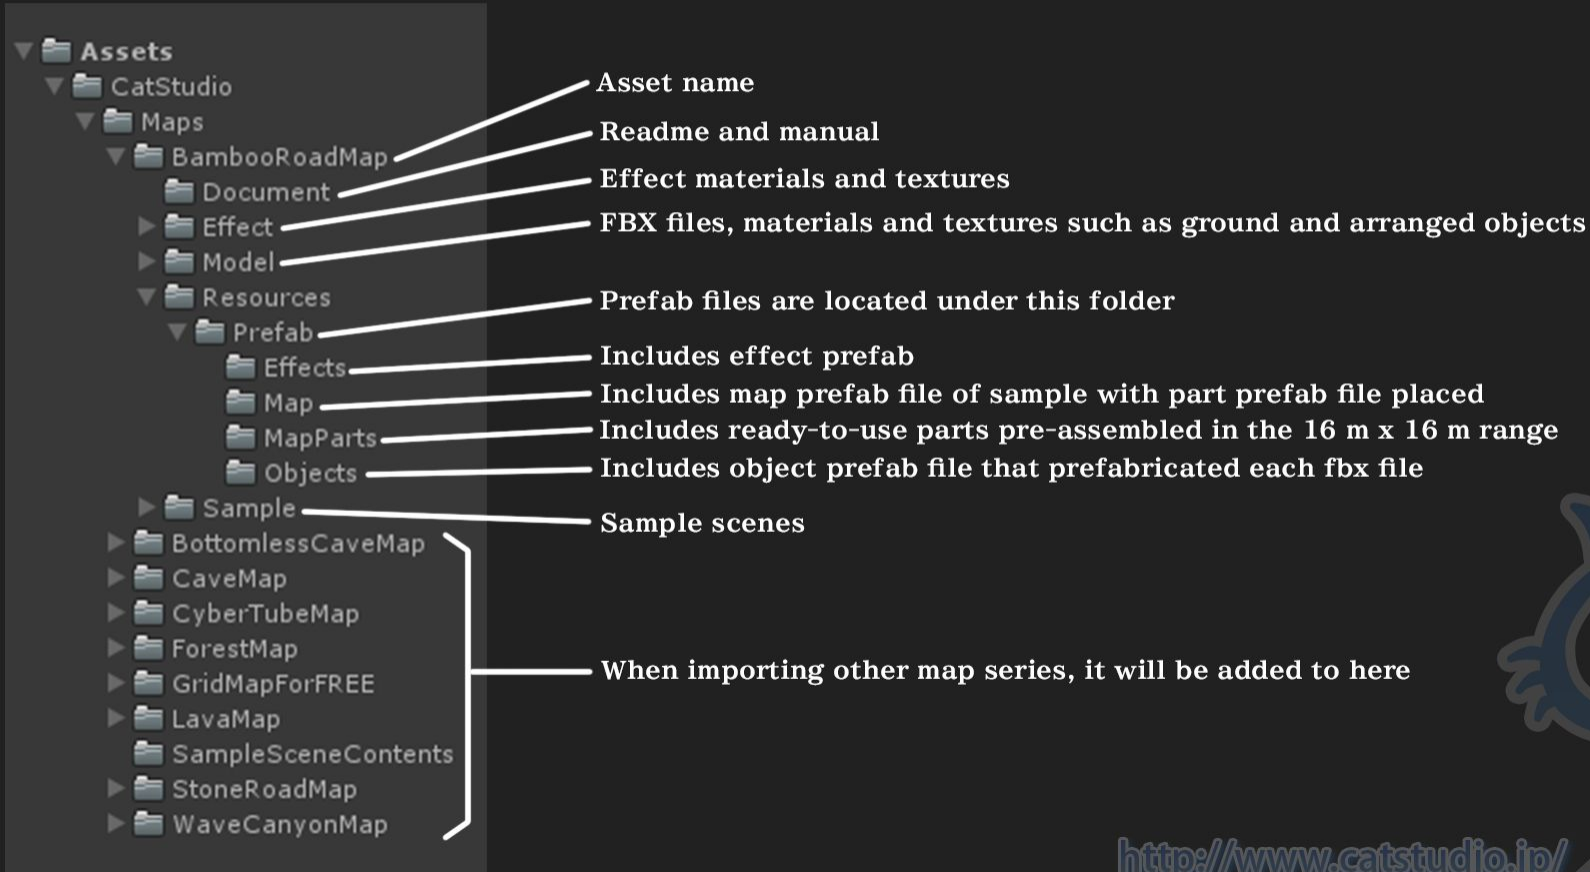 Assets
CatStudio
Maps
BambooRoadMap
Asset name
Document
Readme and manual
Effect
Effect materials and textures
Model
FBX files, materials and textures such as ground and arranged objects
Resources
Prefab
Prefab files are located under this folder
Effects
Includes effect prefab
Map
Includes map prefab file of sample with part prefab file placed
MapParts
Includes ready-to-use parts pre-assembled in the 16 m x 16 m range
Objects
Includes object prefab file that prefabricated each fbx file
Sample
Sample scenes
BottomlessCaveMap
CaveMap
CyberTubeMap
ForestMap
GridMapForFREE
LavaMap
SampleSceneContents
StoneRoadMap
WaveCanyonMap
When importing other map series, it will be added to here
http://www.catstudio.jp/